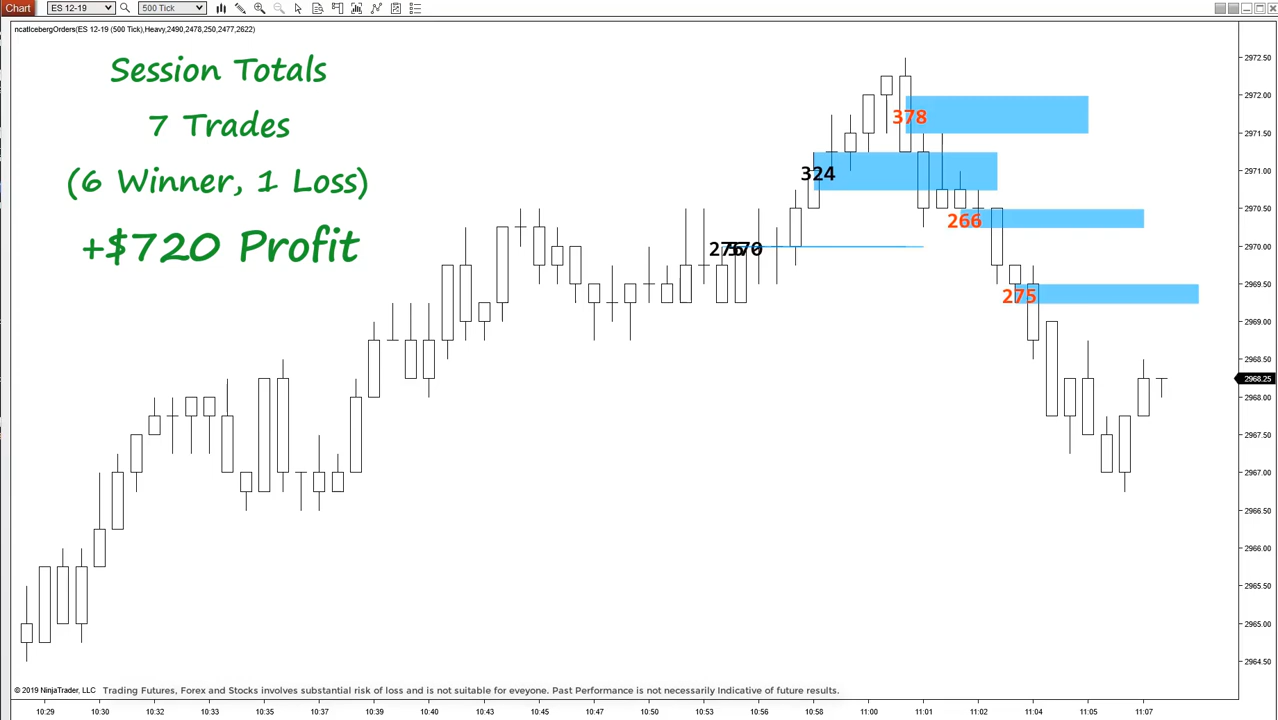 Chart ES 12-19 500 Tick
ncatIcebergOrders(ES 12-19 (500 Tick),Heavy,2490,2478,250,2477,2622)
Session Totals
7 Trades
(6 Winner, 1 Loss)
+$720 Profit
378
324
266
570
275
2972.50
2972.00
2971.50
2971.00
2970.50
2970.00
2969.50
2969.00
2968.50
2968.25
2968.00
2967.50
2967.00
2966.50
2966.00
2965.50
2965.00
2964.50
© 2019 NinjaTrader, LLC Trading Futures, Forex and Stocks involves substantial risk of loss and is not suitable for eveyone. Past Performance is not necessarily Indicative of future results.
10:29 10:30 10:32 10:33 10:35 10:37 10:39 10:40 10:42 10:45 10:47 10:50 10:53 10:56 10:58 11:00 11:01 11:02 11:04 11:05 11:07